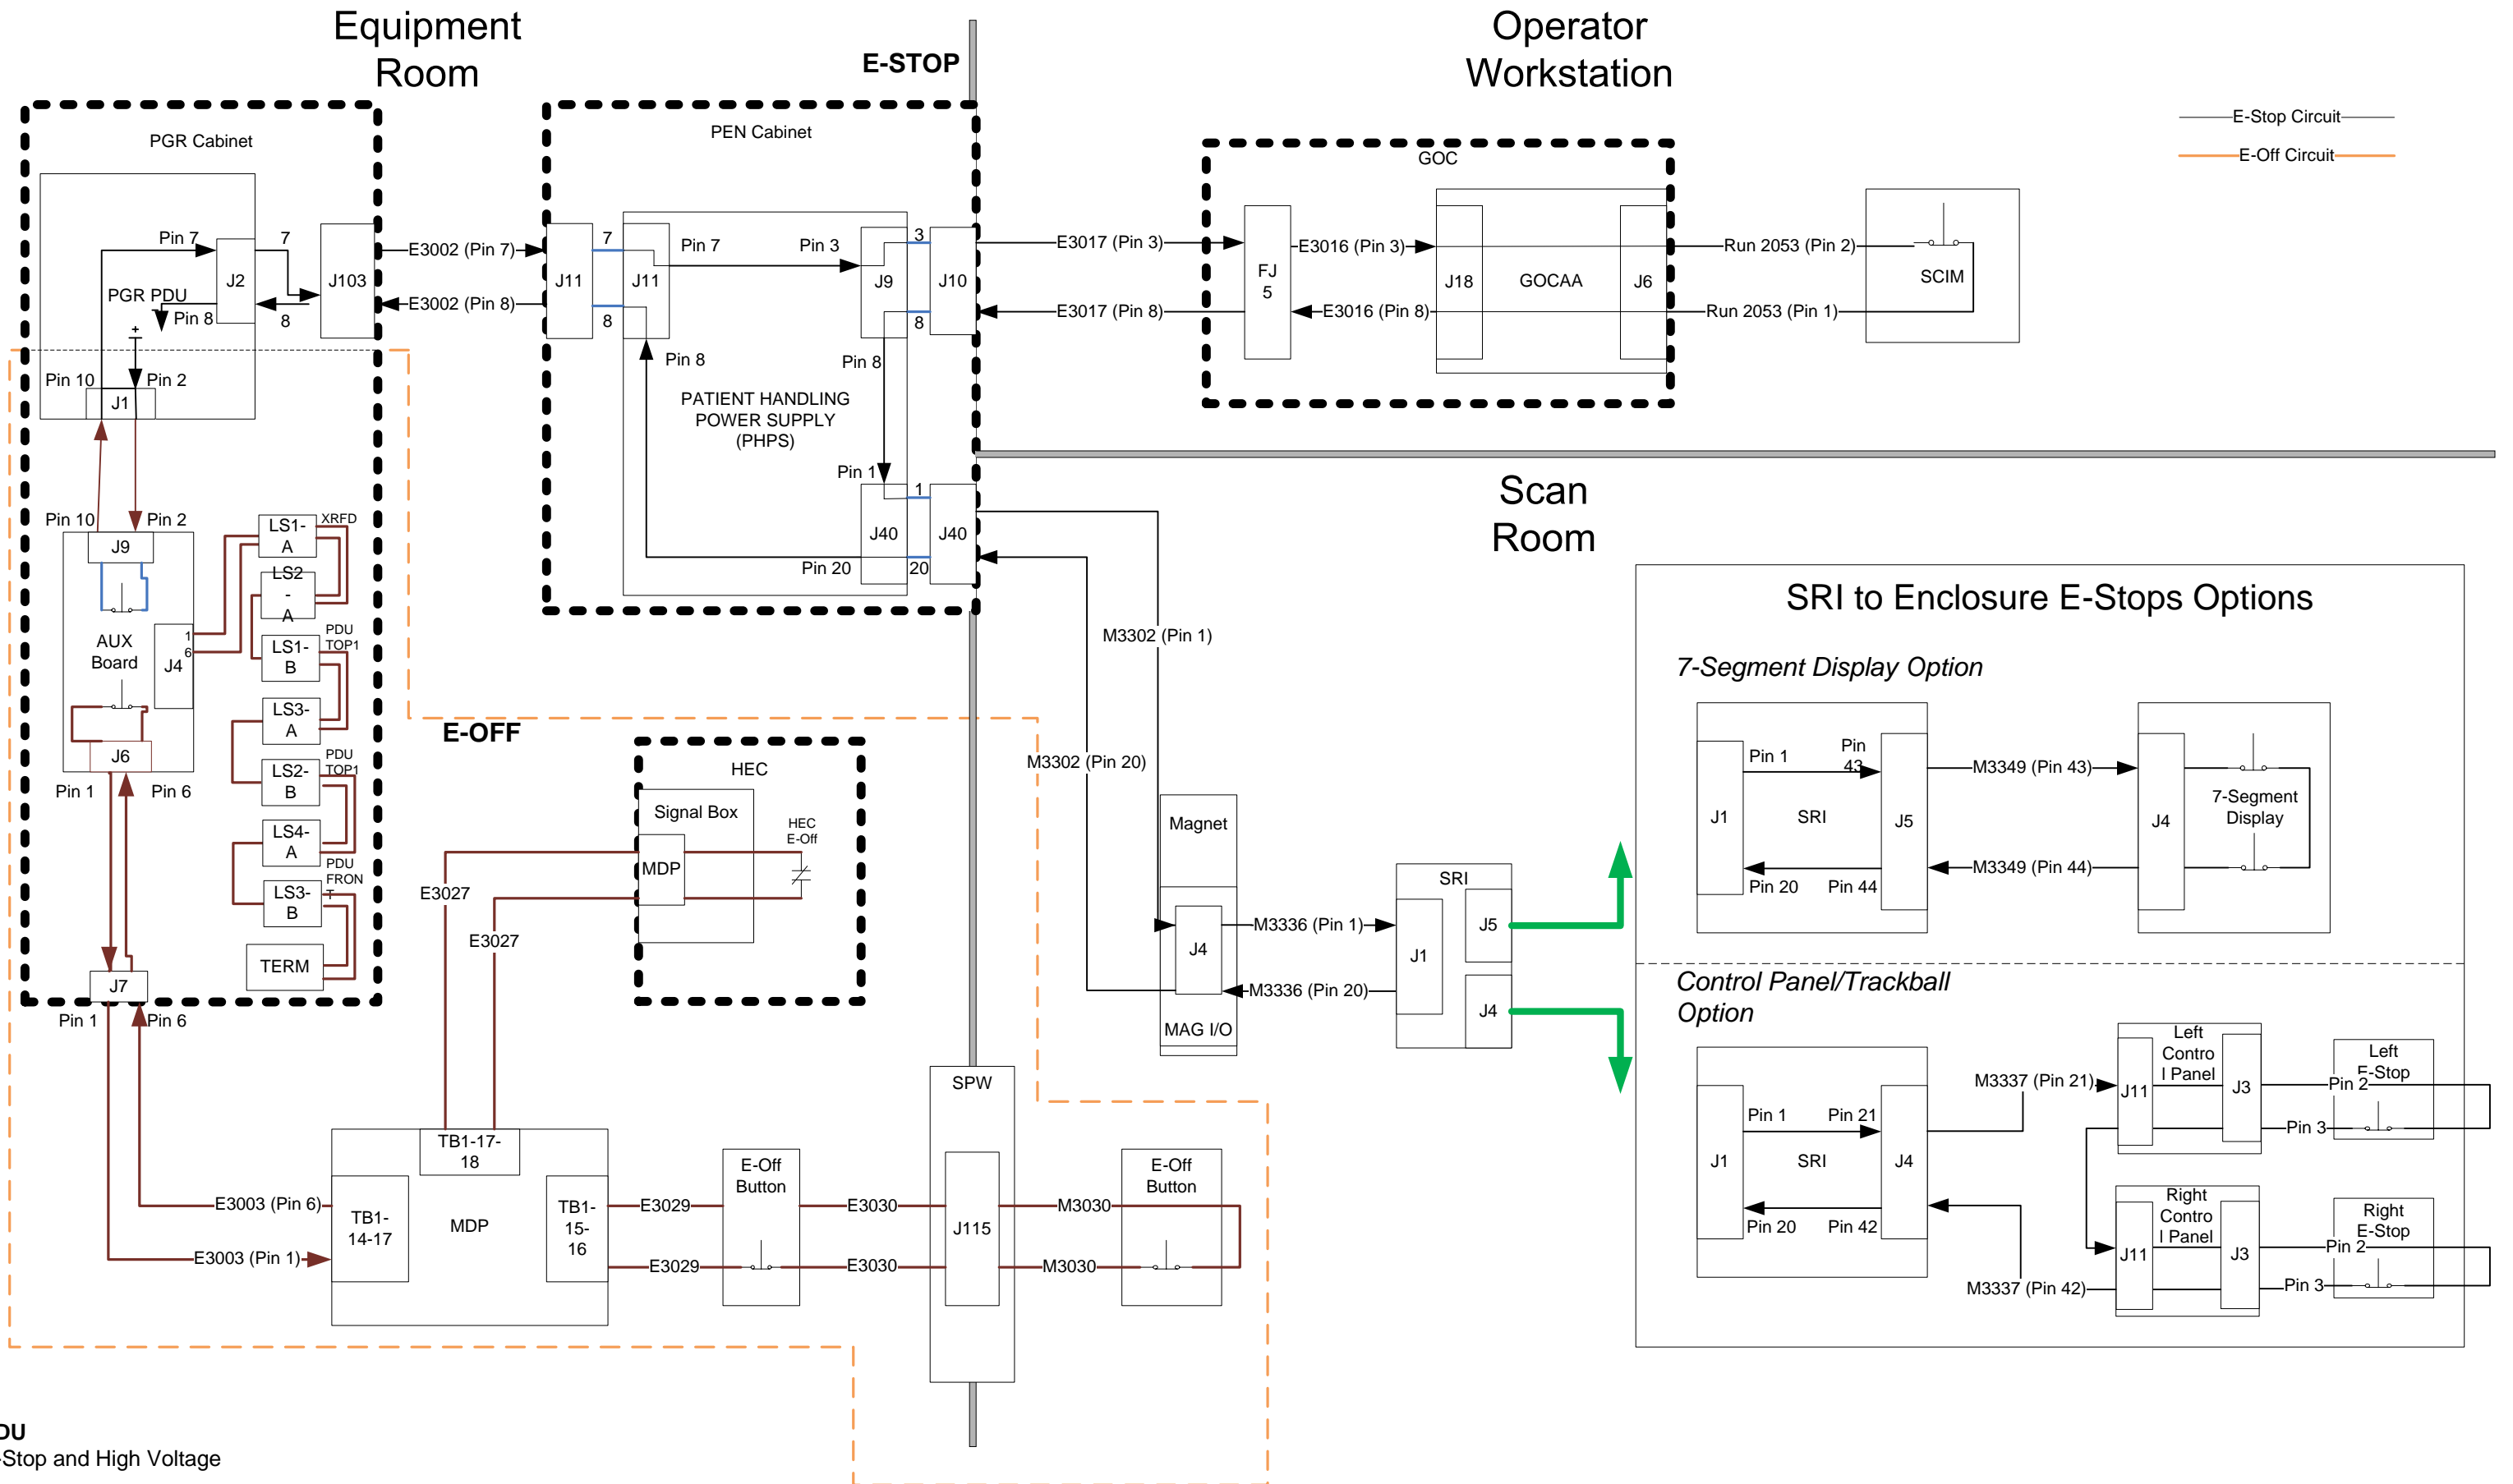 Equipment
Room
E-STOP
Operator
Workstation
E-Stop Circuit
E-Off Circuit
PGR Cabinet
PEN Cabinet
GOC
Pin 7
7
J2
J103
PGR PDU
Pin 8
8
+
Pin 10
Pin 2
J1
E3002 (Pin 7)
E3002 (Pin 8)
J11
7
8
J11
Pin 7
Pin 3
J9
3
8
J10
Pin 8
Pin 8
PATIENT HANDLING
POWER SUPPLY
(PHPS)
Pin 1
1
J40
J40
Pin 20
20
E3017 (Pin 3)
E3017 (Pin 8)
FJ
5
E3016 (Pin 3)
E3016 (Pin 8)
J18
GOCAA
J6
Run 2053 (Pin 2)
Run 2053 (Pin 1)
SCIM
Pin 10
Pin 2
J9
AUX
Board
J4
1
6
J6
Pin 1
Pin 6
LS1-
A
XRFD
LS2
-
A
LS1-
B
PDU
TOP1
LS3-
A
LS2-
B
PDU
TOP1
LS4-
A
LS3-
B
PDU
FRON
T
TERM
J7
Pin 1
Pin 6
E-OFF
HEC
Signal Box
MDP
HEC
E-Off
E3027
E3027
TB1-17-
18
E3003 (Pin 6)
E3003 (Pin 1)
TB1-
14-17
MDP
TB1-
15-
16
E3029
E3029
E-Off
Button
E3030
E3030
SPW
J115
M3030
M3030
E-Off
Button
Scan
Room
M3302 (Pin 1)
M3302 (Pin 20)
Magnet
J4
MAG I/O
M3336 (Pin 1)
M3336 (Pin 20)
SRI
J1
J5
J4
SRI to Enclosure E-Stops Options
7-Segment Display Option
J1
Pin 1
Pin
43
SRI
Pin 20
Pin 44
J5
M3349 (Pin 43)
M3349 (Pin 44)
J4
7-Segment
Display
Control Panel/Trackball
Option
J1
Pin 1
Pin 21
SRI
Pin 20
Pin 42
J4
M3337 (Pin 21)
M3337 (Pin 42)
Left
Contro
l Panel
J11
J3
Pin 2
Pin 3
Left
E-Stop
Right
Contro
l Panel
J11
J3
Pin 2
Pin 3
Right
E-Stop
DU
-Stop and High Voltage